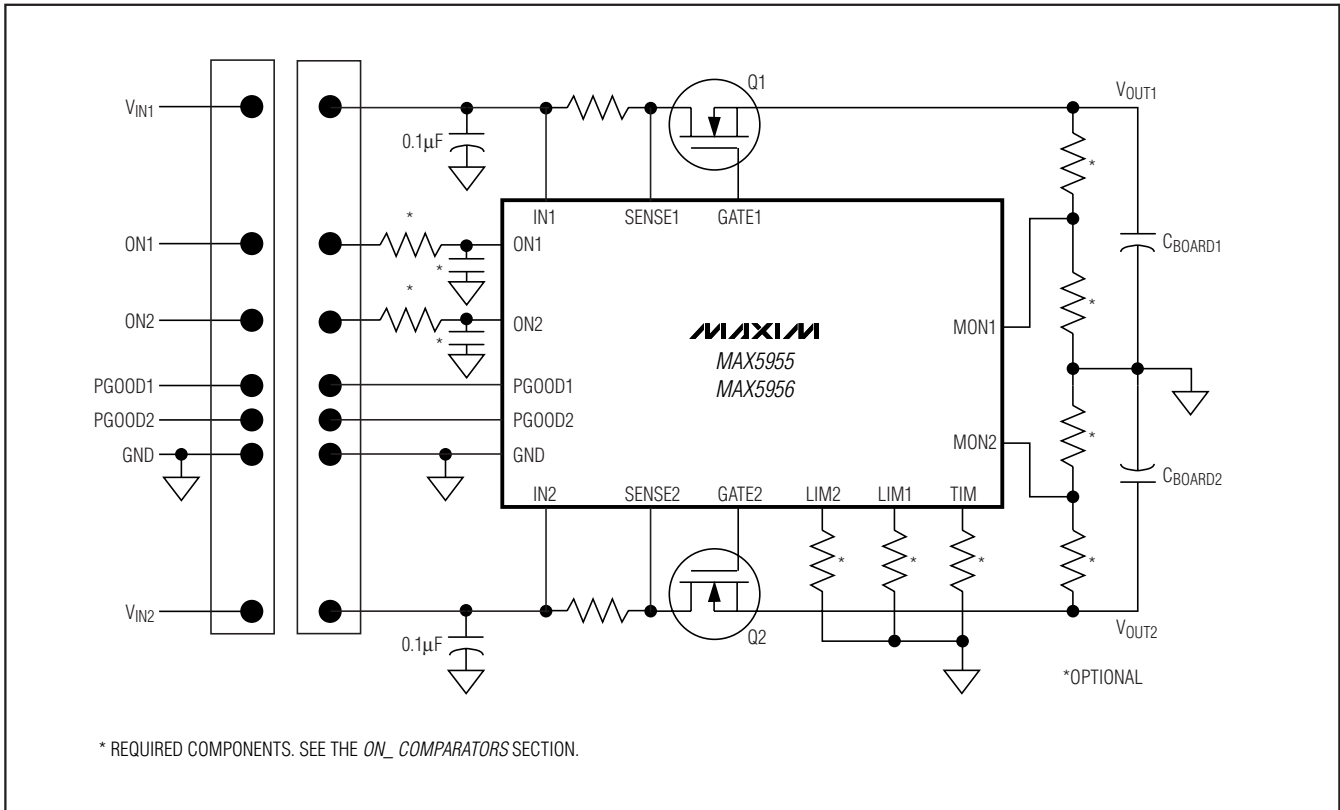 Q1
VIN1
VOUT1
0.1µF
*
IN1
SENSE1
GATE1
*
ON1
ON1
CBOARD1
*
*
*
ON2
ON2
*
MAXIM
MAX5955
MAX5956
MON1
PGOOD1
PGOOD1
PGOOD2
PGOOD2
GND
GND
MON2
*
CBOARD2
IN2
SENSE2
GATE2
LIM2
LIM1
TIM
*
*
*
*
VIN2
0.1µF
Q2
VOUT2
*OPTIONAL
* REQUIRED COMPONENTS. SEE THE ON_ COMPARATORS SECTION.